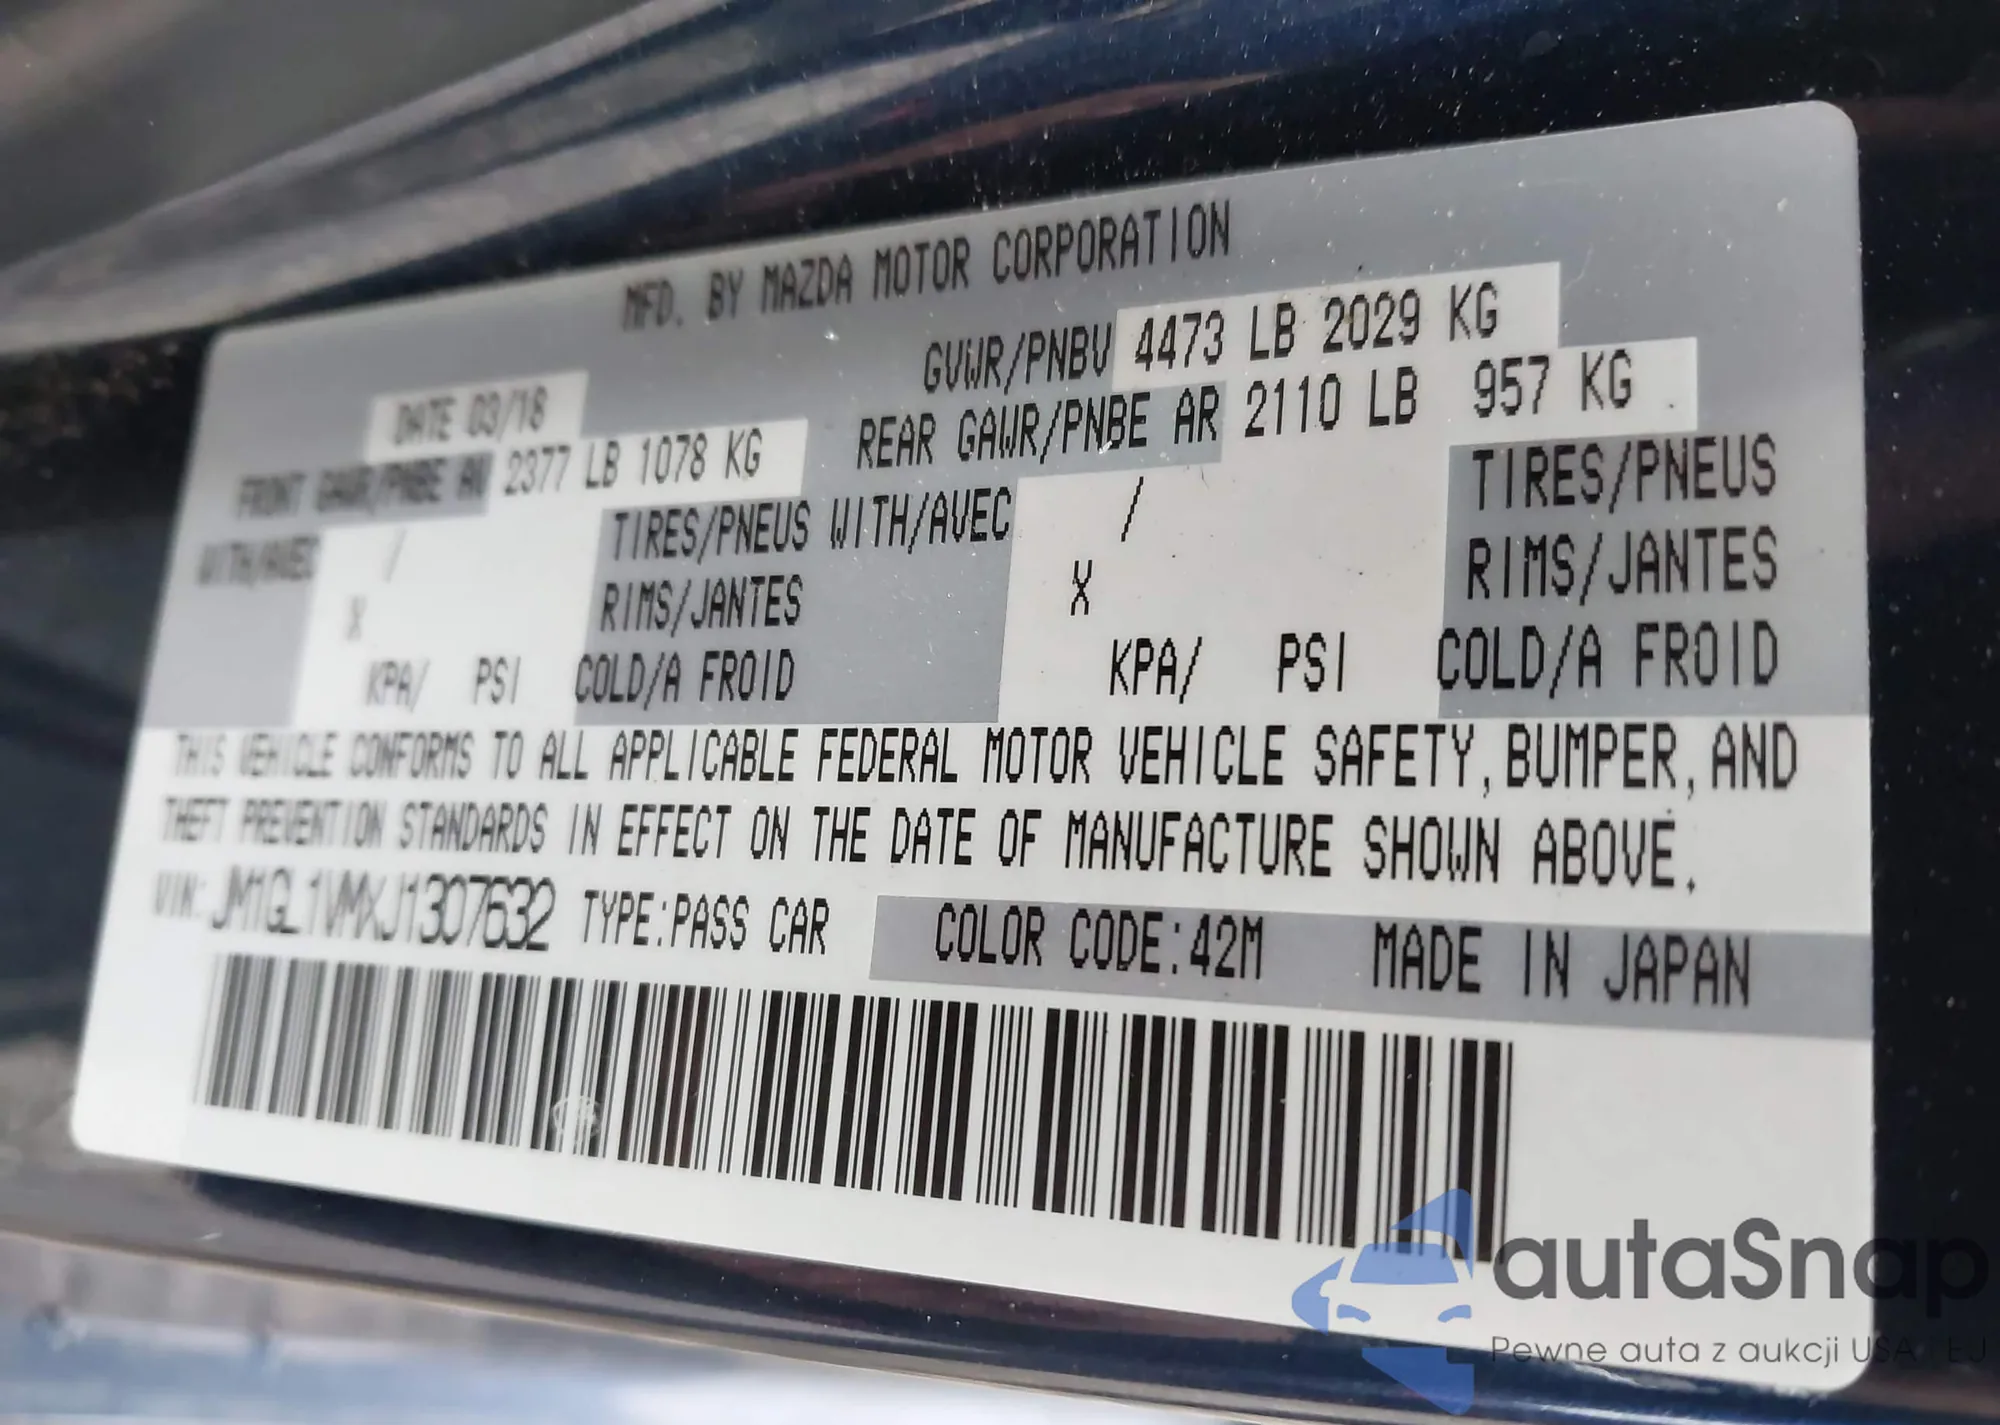 MFD. BY MAZDA MOTOR CORPORATION
DATE 03/18 GVWR/PNBV 4473 LB 2029 KG
FRONT GAWR/PNBE AV 2377 LB 1078 KG REAR GAWR/PNBE AR 2110 LB 957 KG
WITH/AVEC / TIRES/PNEUS WITH/AVEC / TIRES/PNEUS
X RIMS/JANTES X RIMS/JANTES
KPA/ PSI COLD/A FROID KPA/ PSI COLD/A FROID
THIS VEHICLE CONFORMS TO ALL APPLICABLE FEDERAL MOTOR VEHICLE SAFETY, BUMPER, AND
THEFT PREVENTION STANDARDS IN EFFECT ON THE DATE OF MANUFACTURE SHOWN ABOVE.
VIN: JM1GL1VMXJ1307632 TYPE:PASS CAR COLOR CODE:42M MADE IN JAPAN
autaSnap
Pewne auta z aukcji USA i EU